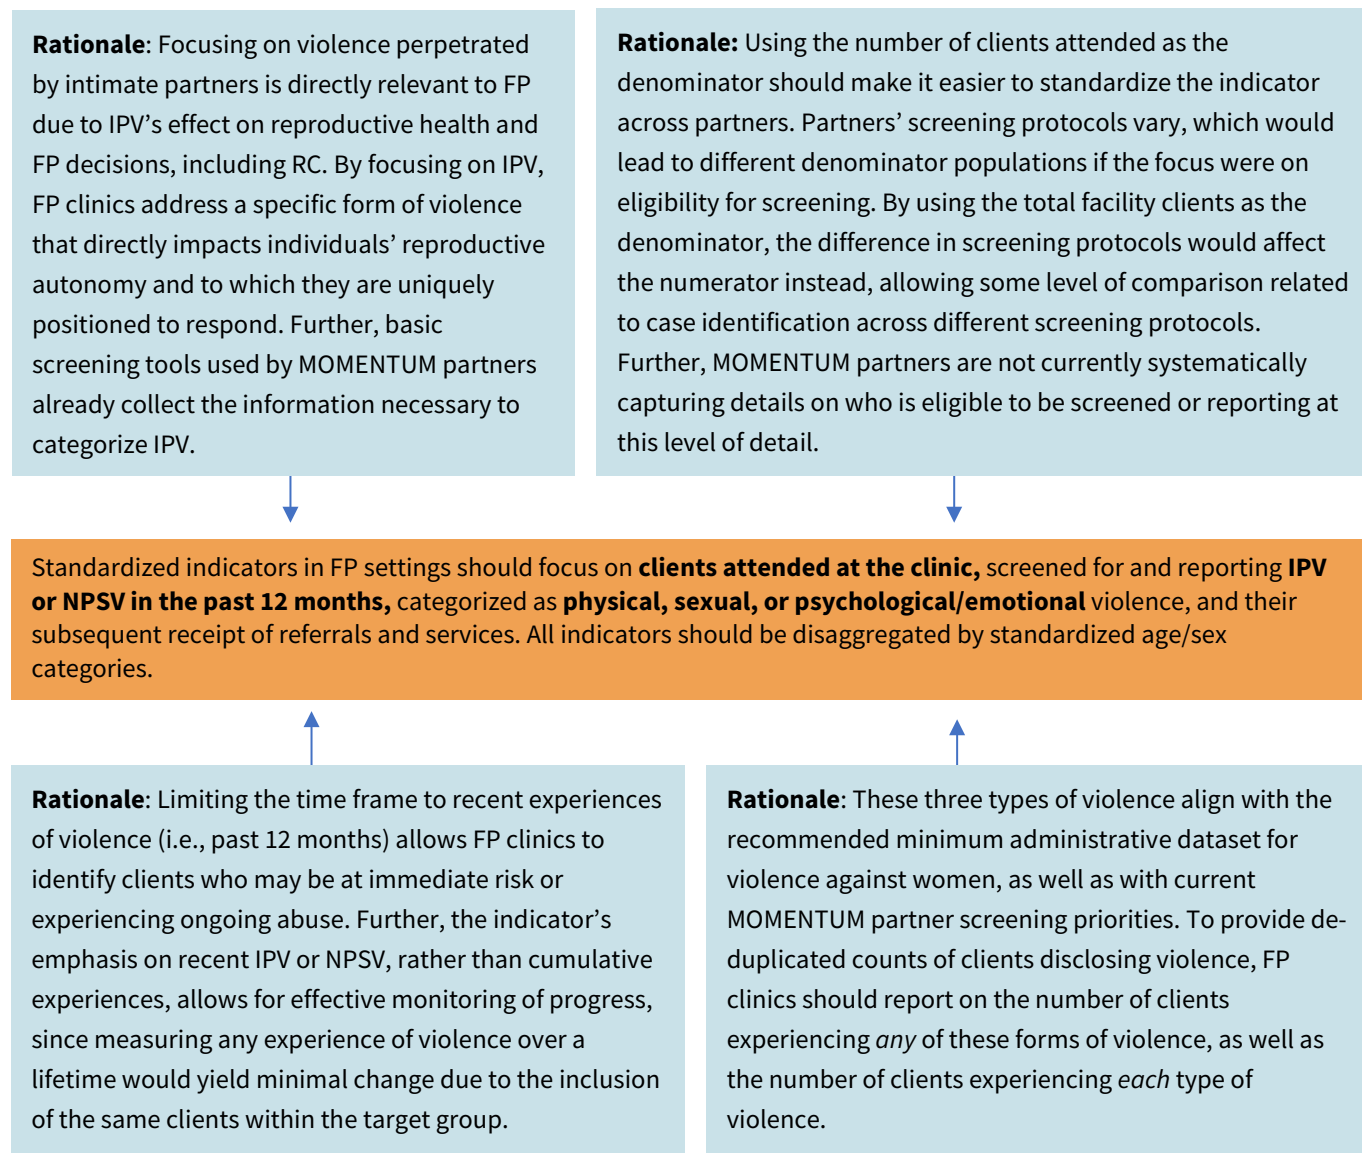 Rationale: Focusing on violence perpetrated
by intimate partners is directly relevant to FP
due to IPV’s effect on reproductive health and
FP decisions, including RC. By focusing on IPV,
FP clinics address a specific form of violence
that directly impacts individuals’ reproductive
autonomy and to which they are uniquely
positioned to respond. Further, basic
screening tools used by MOMENTUM partners
already collect the information necessary to
categorize IPV.
Rationale: Using the number of clients attended as the
denominator should make it easier to standardize the indicator
across partners. Partners’ screening protocols vary, which would
lead to different denominator populations if the focus were on
eligibility for screening. By using the total facility clients as the
denominator, the difference in screening protocols would affect
the numerator instead, allowing some level of comparison related
to case identification across different screening protocols.
Further, MOMENTUM partners are not currently systematically
capturing details on who is eligible to be screened or reporting at
this level of detail.
Standardized indicators in FP settings should focus on clients attended at the clinic, screened for and reporting IPV
or NPSV in the past 12 months, categorized as physical, sexual, or psychological/emotional violence, and their
subsequent receipt of referrals and services. All indicators should be disaggregated by standardized age/sex
categories.
Rationale: Limiting the time frame to recent experiences
of violence (i.e., past 12 months) allows FP clinics to
identify clients who may be at immediate risk or
experiencing ongoing abuse. Further, the indicator’s
emphasis on recent IPV or NPSV, rather than cumulative
experiences, allows for effective monitoring of progress,
since measuring any experience of violence over a
lifetime would yield minimal change due to the inclusion
of the same clients within the target group.
Rationale: These three types of violence align with the
recommended minimum administrative dataset for
violence against women, as well as with current
MOMENTUM partner screening priorities. To provide de-
duplicated counts of clients disclosing violence, FP
clinics should report on the number of clients
experiencing any of these forms of violence, as well as
the number of clients experiencing each type of
violence.